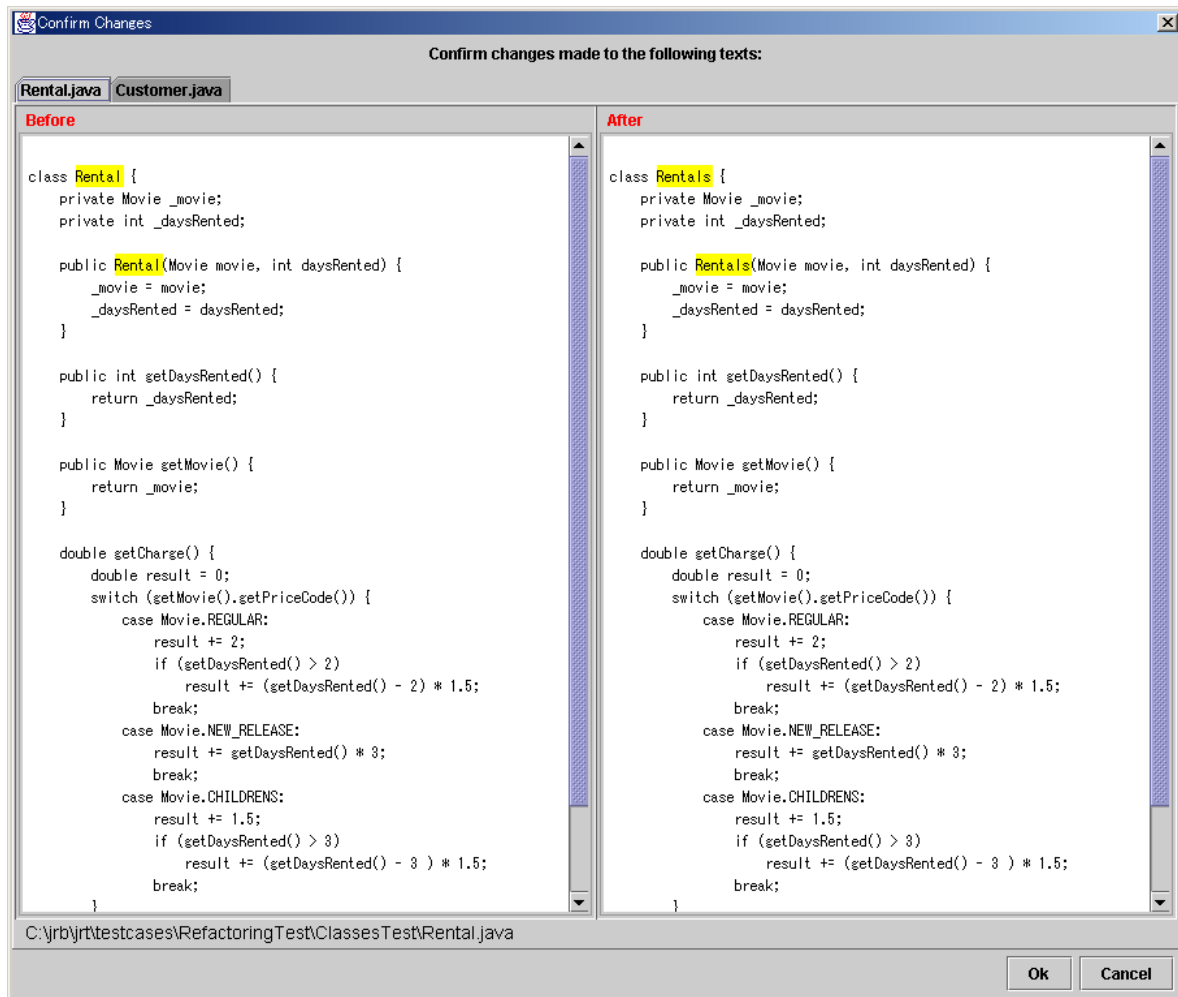 Confirm Changes
Confirm changes made to the following texts:
Rental.java Customer.java
Before
class Rental {
    private Movie _movie;
    private int _daysRented;
    public Rental(Movie movie, int daysRented) {
        _movie = movie;
        _daysRented = daysRented;
    }
    public int getDaysRented() {
        return _daysRented;
    }
    public Movie getMovie() {
        return _movie;
    }
    double getCharge() {
        double result = 0;
        switch (getMovie().getPriceCode()) {
            case Movie.REGULAR:
                result += 2;
                if (getDaysRented() > 2)
                    result += (getDaysRented() - 2) * 1.5;
                break;
            case Movie.NEW_RELEASE:
                result += getDaysRented() * 3;
                break;
            case Movie.CHILDRENS:
                result += 1.5;
                if (getDaysRented() > 3)
                    result += (getDaysRented() - 3 ) * 1.5;
                break;
        }
After
class Rentals {
    private Movie _movie;
    private int _daysRented;
    public Rentals(Movie movie, int daysRented) {
        _movie = movie;
        _daysRented = daysRented;
    }
    public int getDaysRented() {
        return _daysRented;
    }
    public Movie getMovie() {
        return _movie;
    }
    double getCharge() {
        double result = 0;
        switch (getMovie().getPriceCode()) {
            case Movie.REGULAR:
                result += 2;
                if (getDaysRented() > 2)
                    result += (getDaysRented() - 2) * 1.5;
                break;
            case Movie.NEW_RELEASE:
                result += getDaysRented() * 3;
                break;
            case Movie.CHILDRENS:
                result += 1.5;
                if (getDaysRented() > 3)
                    result += (getDaysRented() - 3 ) * 1.5;
                break;
        }
C:\jrb\jrt\testcases\RefactoringTest\ClassesTest\Rental.java
Ok Cancel